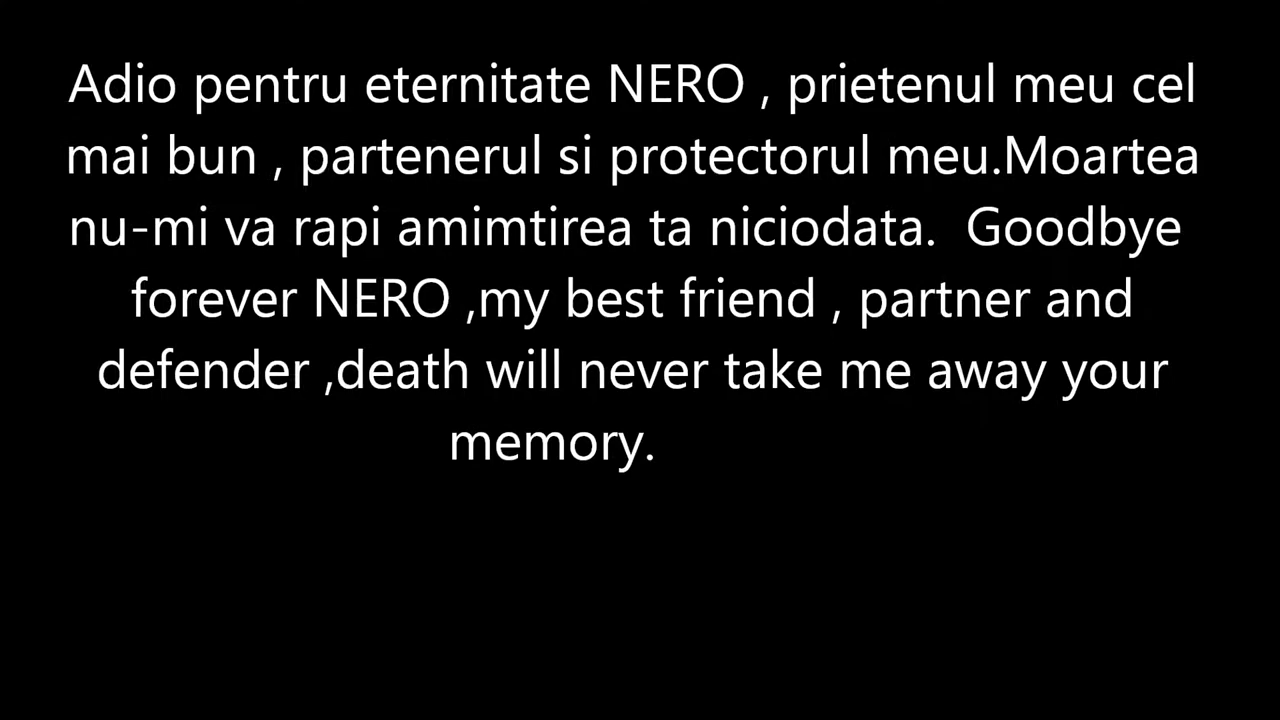 Adio pentru eternitate NERO , prietenul meu cel
mai bun , partenerul si protectorul meu.Moartea
nu-mi va rapi amimtirea ta niciodata.  Goodbye
forever NERO ,my best friend , partner and
defender ,death will never take me away your
memory.